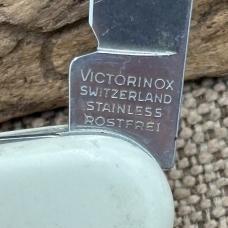 VICTORINOX
SWITZERLAND
STAINLESS
ROSTFREI